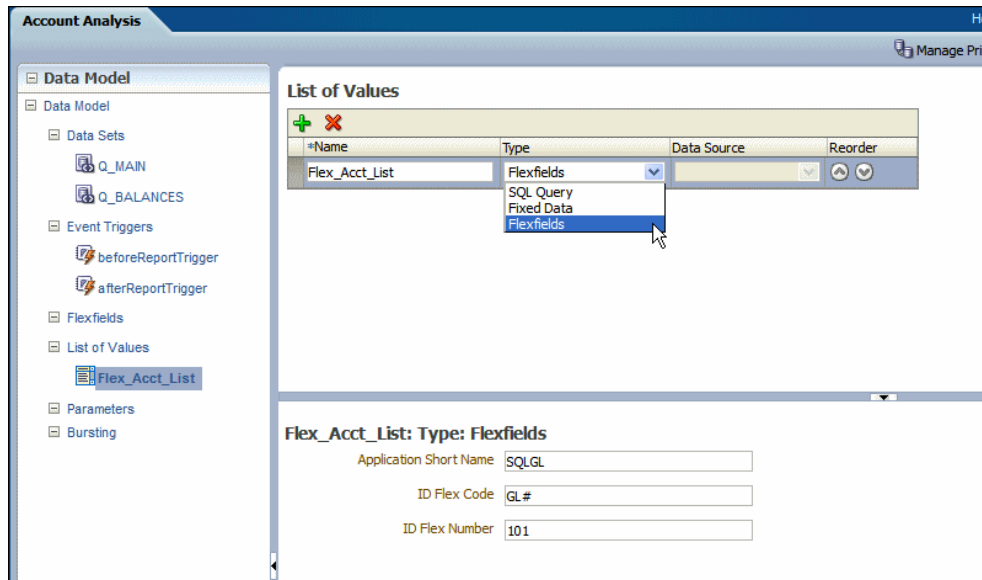 Account Analysis
H
Manage Pri
Data Model
Data Model
Data Sets
Q_MAIN
Q_BALANCES
Event Triggers
beforeReportTrigger
afterReportTrigger
Flexfields
List of Values
Flex_Acct_List
Parameters
Bursting
List of Values
*Name Type Data Source Reorder
Flex_Acct_List Flexfields
SQL Query
Fixed Data
Flexfields
Flex_Acct_List: Type: Flexfields
Application Short Name SQLGL
ID Flex Code GL#
ID Flex Number 101